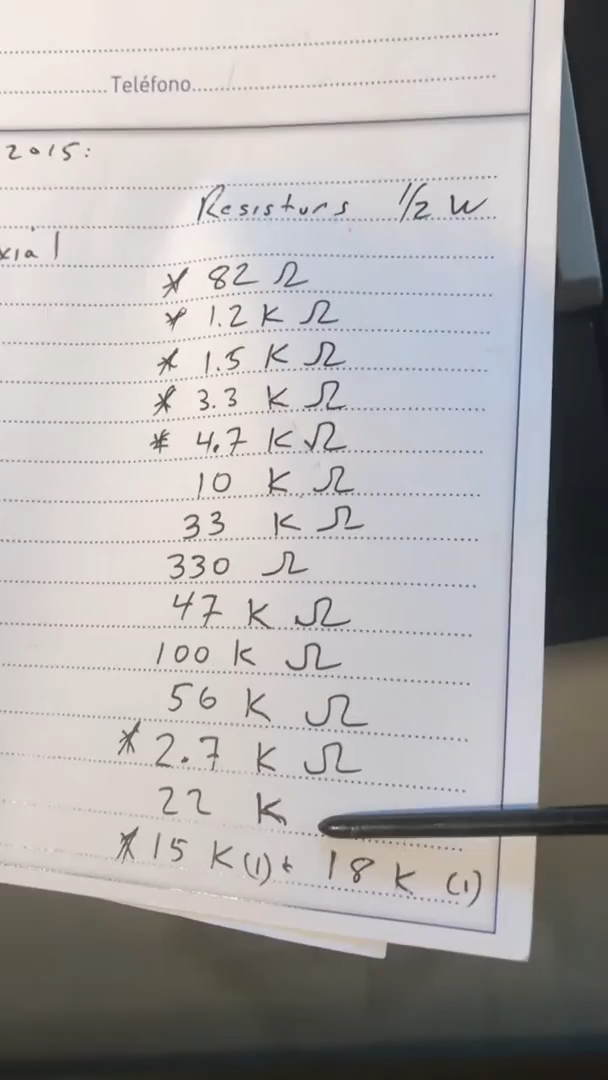 Teléfono
2015:
Resistors 1/2 W
xial
* 82 Ω
* 1.2 K Ω
* 1.5 K Ω
* 3.3 K Ω
* 4.7 K Ω
10 K Ω
33 K Ω
330 Ω
47 K Ω
100 K Ω
56 K Ω
* 2.7 K Ω
22 K
* 15 K (1) + 18 K (1)